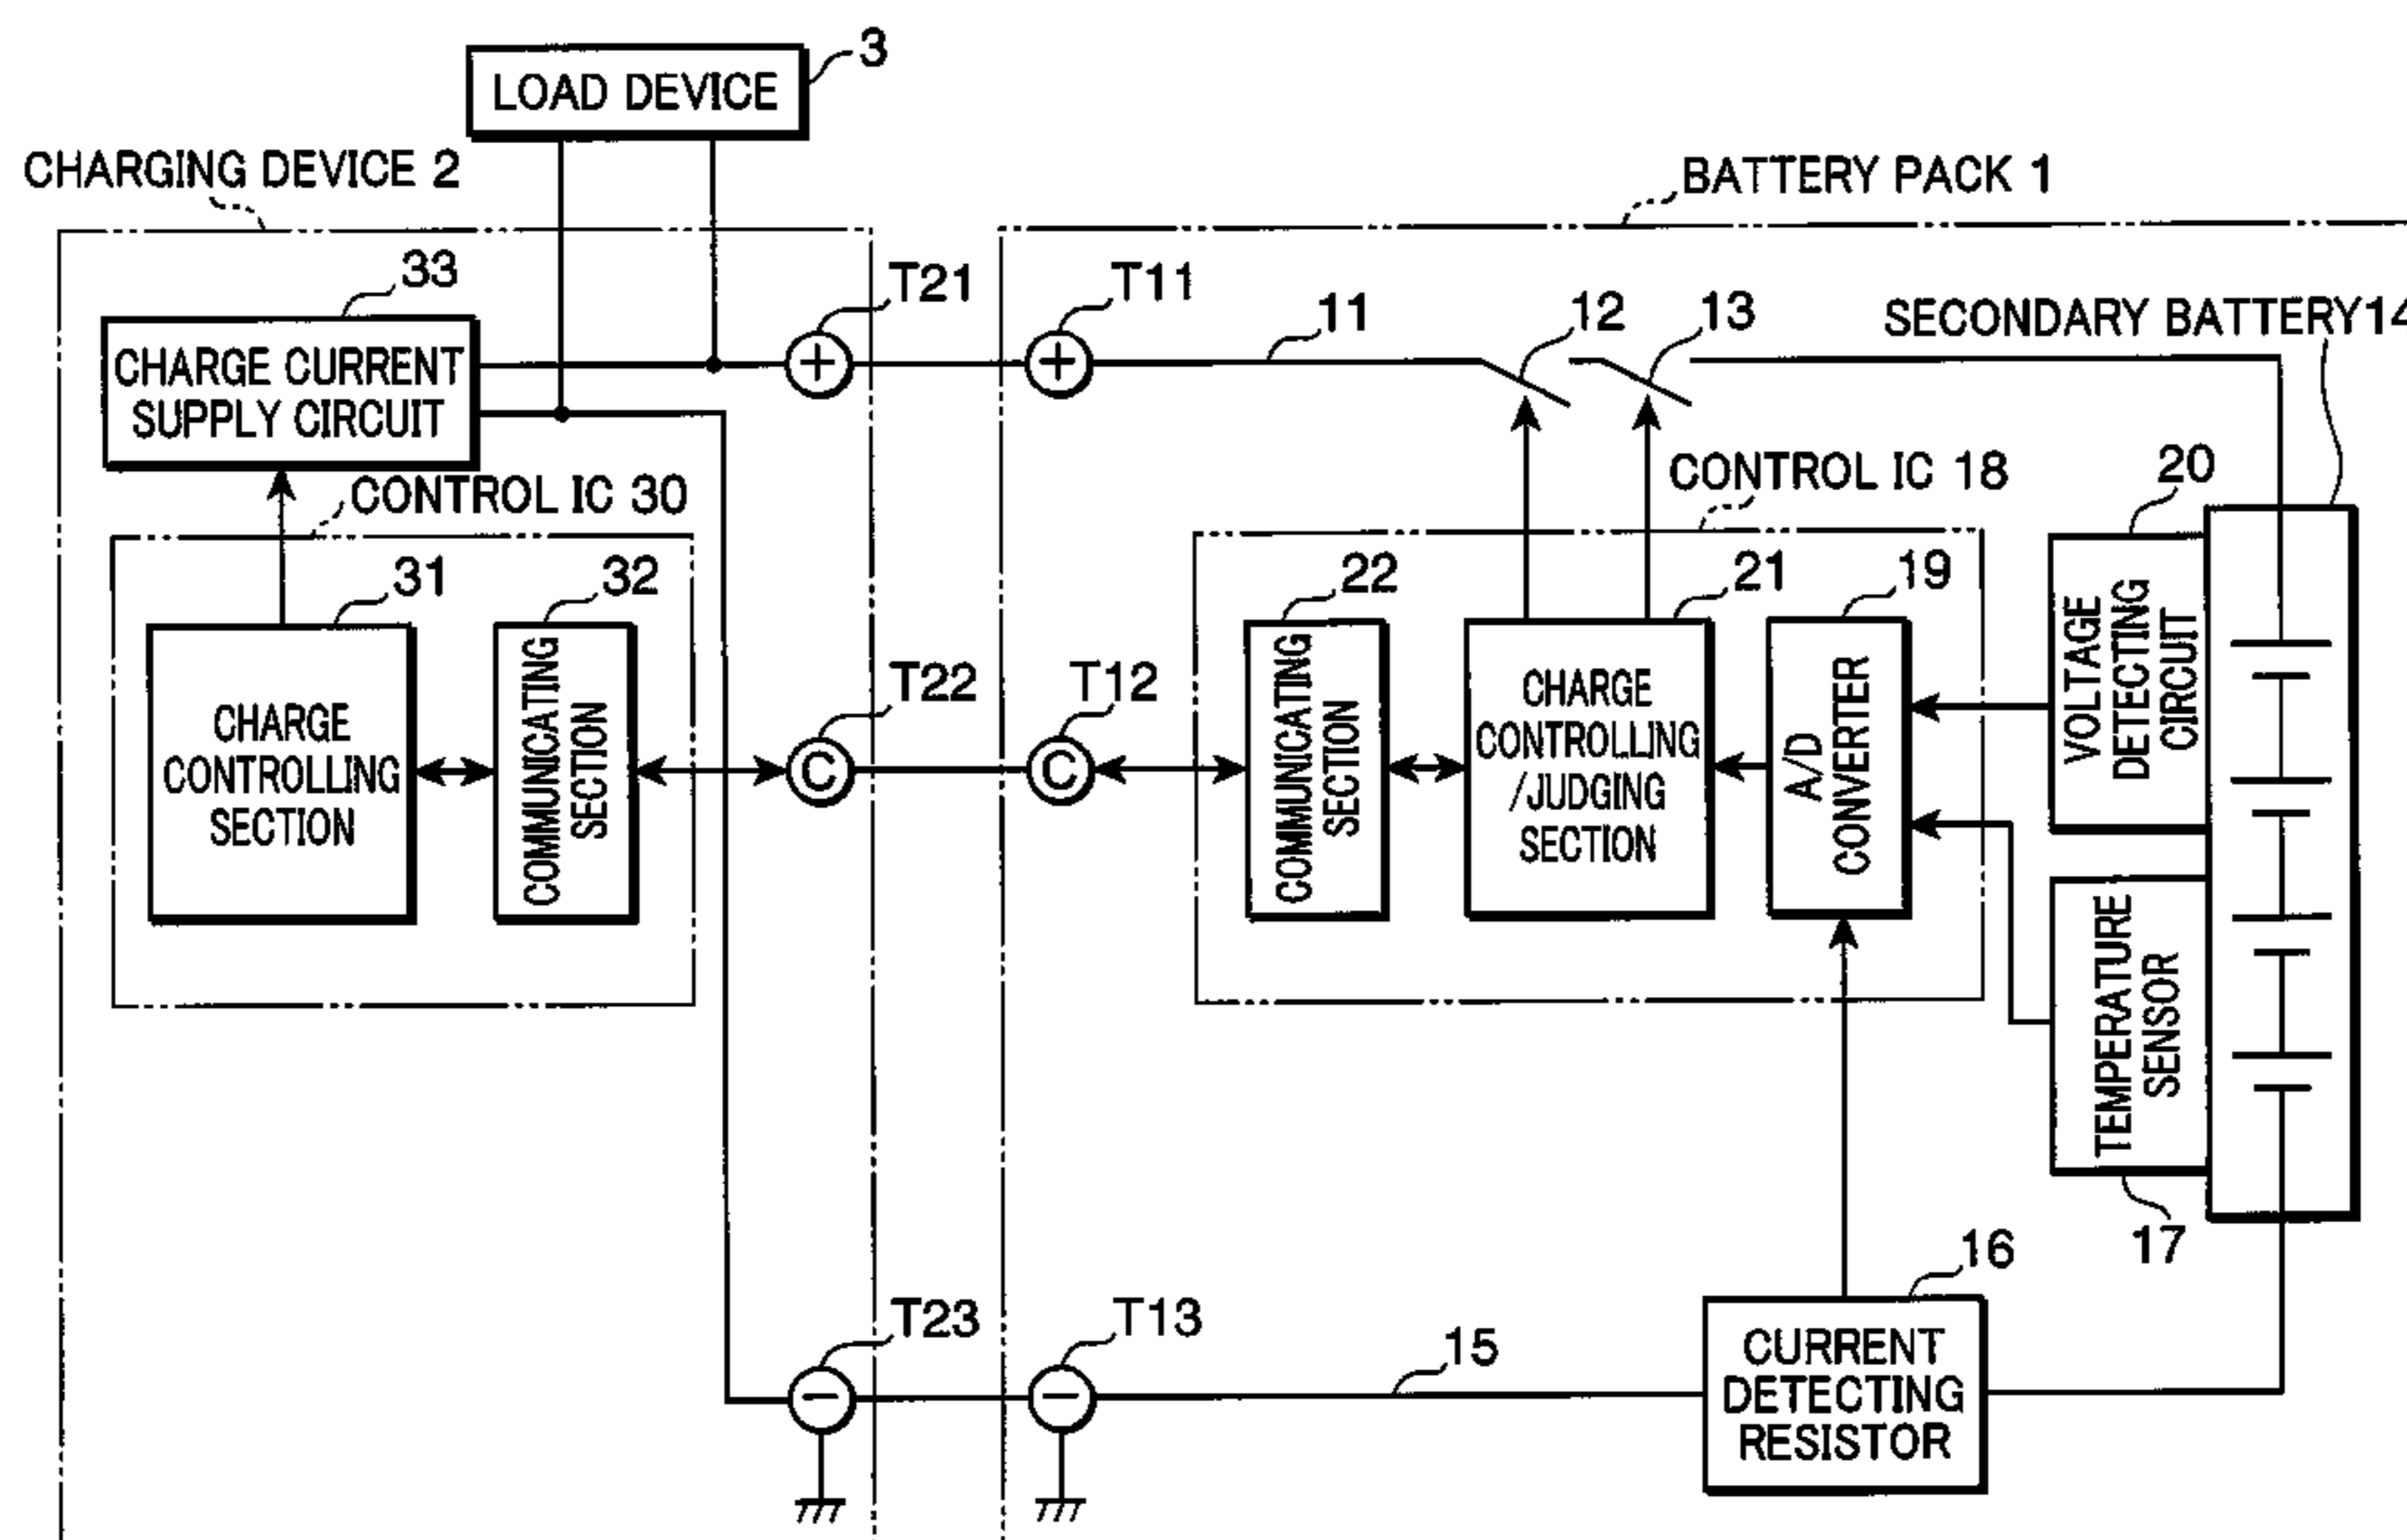 3
LOAD DEVICE
CHARGING DEVICE 2
BATTERY PACK 1
33
T21
T11
11
12
13
SECONDARY BATTERY14
CHARGE CURRENT
SUPPLY CIRCUIT
+
+
CONTROL IC 30
CONTROL IC 18
20
31
32
22
21
19
VOLTAGE
DETECTING
CIRCUIT
T22
T12
CHARGE
CONTROLLING
SECTION
COMMUNICATING
SECTION
C
C
COMMUNICATING
SECTION
CHARGE
CONTROLLING
/JUDGING
SECTION
A/D
CONVERTER
TEMPERATURE
SENSOR
17
16
T23
T13
15
−
−
CURRENT
DETECTING
RESISTOR